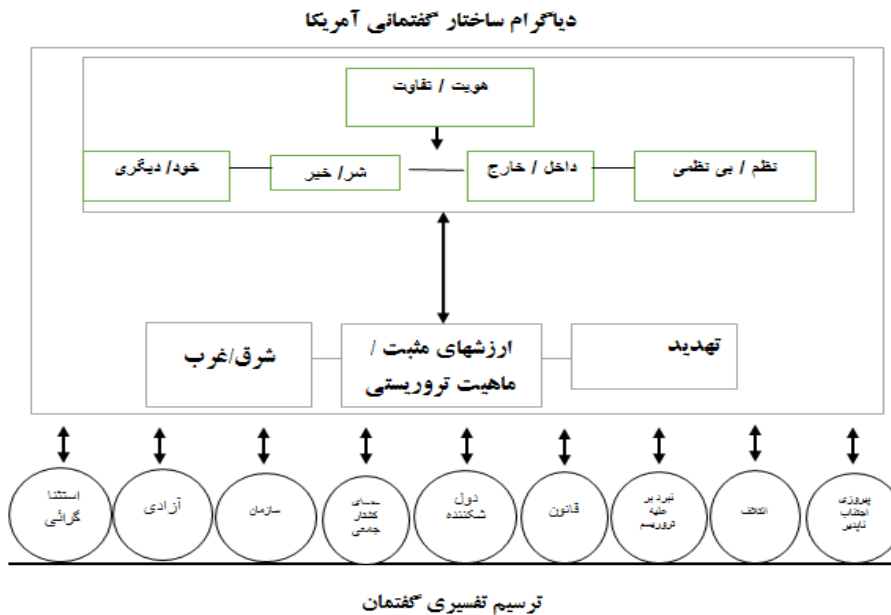 دیاگرام ساختار گفتمانی آمریکا
هویت / تفاوت
نظم / بی نظمی
داخل / خارج
شر/ خیر
خود/ دیگری
تهدید
ارزشهای مثبت /
ماهیت تروریستی
شرق/غرب
پیروزی
اجتناب
ناپذیر
ائتلاف
نبرد بر
علیه
تروریسم
قانون
دول
شکننده
کشتار
جمعی
سازمان
آزادی
استثنا
گرائی
ترسیم تفسیری گفتمان